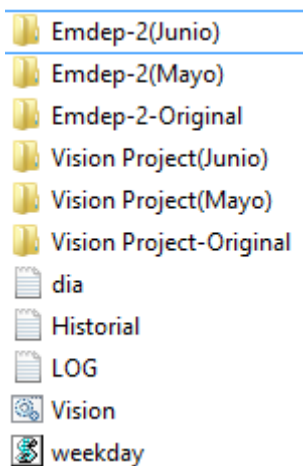 Emdep-2(Junio)
Emdep-2(Mayo)
Emdep-2-Original
Vision Project(Junio)
Vision Project(Mayo)
Vision Project-Original
dia
Historial
LOG
Vision
weekday